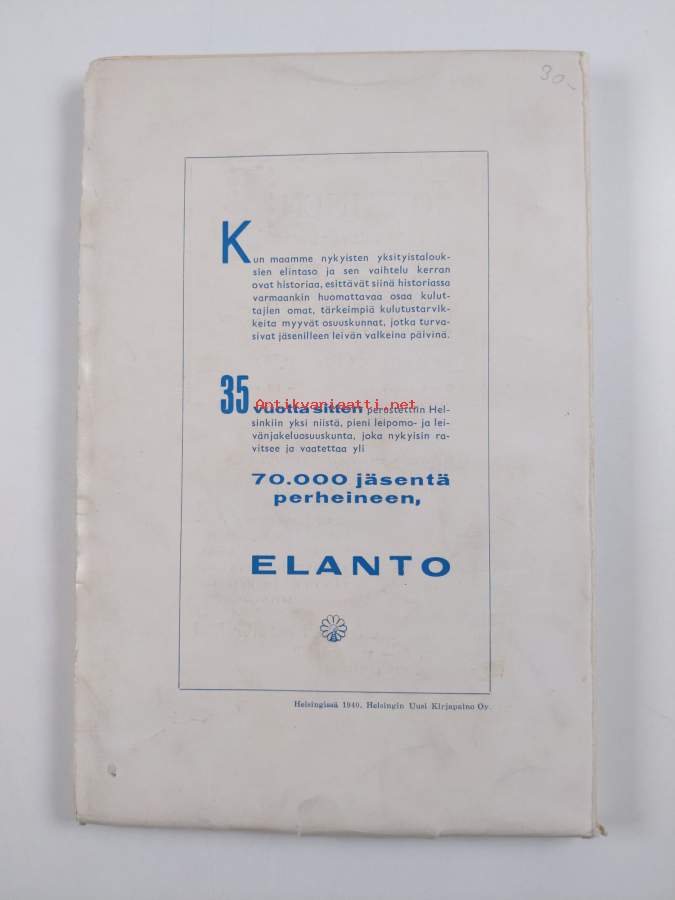 30.-
Kun maamme nykyisten yksityistalouk-
sien elintaso ja sen vaihtelu kerran
ovat historiaa, esittävät siinä historiassa
varmaankin huomattavaa osaa kulut-
tajien omat, tärkeimpiä kulutustarvik-
keita myyvät osuuskunnat, jotka turva-
sivat jäsenilleen leivän valkeina päivinä.
Antikvariaatti.net
35 vuotta sitten perustettiin Hel-
sinkiin yksi niistä, pieni leipomo- ja lei-
vänjakeluosuuskunta, joka nykyisin ra-
vitsee ja vaatettaa yli
70.000 jäsentä
perheineen,
ELANTO
Helsingissä 1940. Helsingin Uusi Kirjapaino Oy.